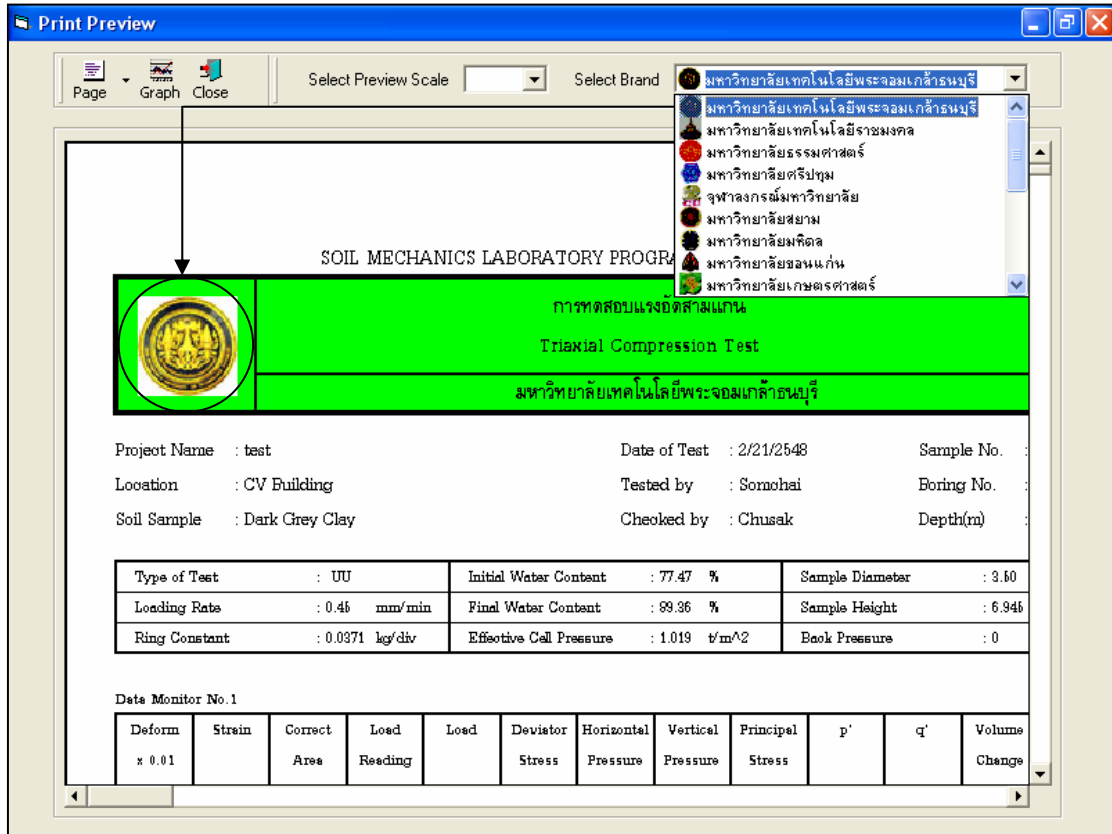 Print Preview
Page Graph Close Select Preview Scale Select Brand มหาวิทยาลัยเทคโนโลยีพระจอมเกล้าธนบุรี
มหาวิทยาลัยเทคโนโลยีพระจอมเกล้าธนบุรี
มหาวิทยาลัยเทคโนโลยีราชมงคล
มหาวิทยาลัยธรรมศาสตร์
มหาวิทยาลัยศรีปทุม
จุฬาลงกรณ์มหาวิทยาลัย
มหาวิทยาลัยสยาม
มหาวิทยาลัยมหิดล
มหาวิทยาลัยขอนแก่น
มหาวิทยาลัยเกษตรศาสตร์
SOIL MECHANICS LABORATORY PROGRA
การทดสอบแรงอัดสามแกน
Triaxial Compression Test
มหาวิทยาลัยเทคโนโลยีพระจอมเกล้าธนบุรี
Project Name : test Date of Test : 2/21/2548 Sample No. :
Location : CV Building Tested by : Somchai Boring No. :
Soil Sample : Dark Grey Clay Checked by : Chusak Depth(m) :
Type of Test : UU Initial Water Content : 77.47 % Sample Diameter : 3.50
Loading Rate : 0.45 mm/min Final Water Content : 99.36 % Sample Height : 6.945
Ring Constant : 0.0371 kg/div Effective Cell Pressure : 1.019 t/m^2 Back Pressure : 0
Data Monitor No.1
Deform Strain Correct Load Load Deviator Horizontal Vertical Principal p' q' Volume
x 0.01 Area Reading Stress Pressure Pressure Stress Change